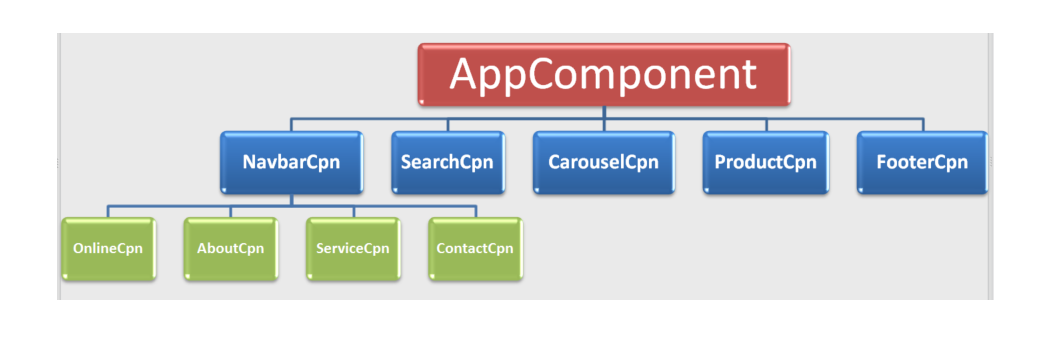 AppComponent
NavbarCpn
SearchCpn
CarouselCpn
ProductCpn
FooterCpn
OnlineCpn
AboutCpn
ServiceCpn
ContactCpn